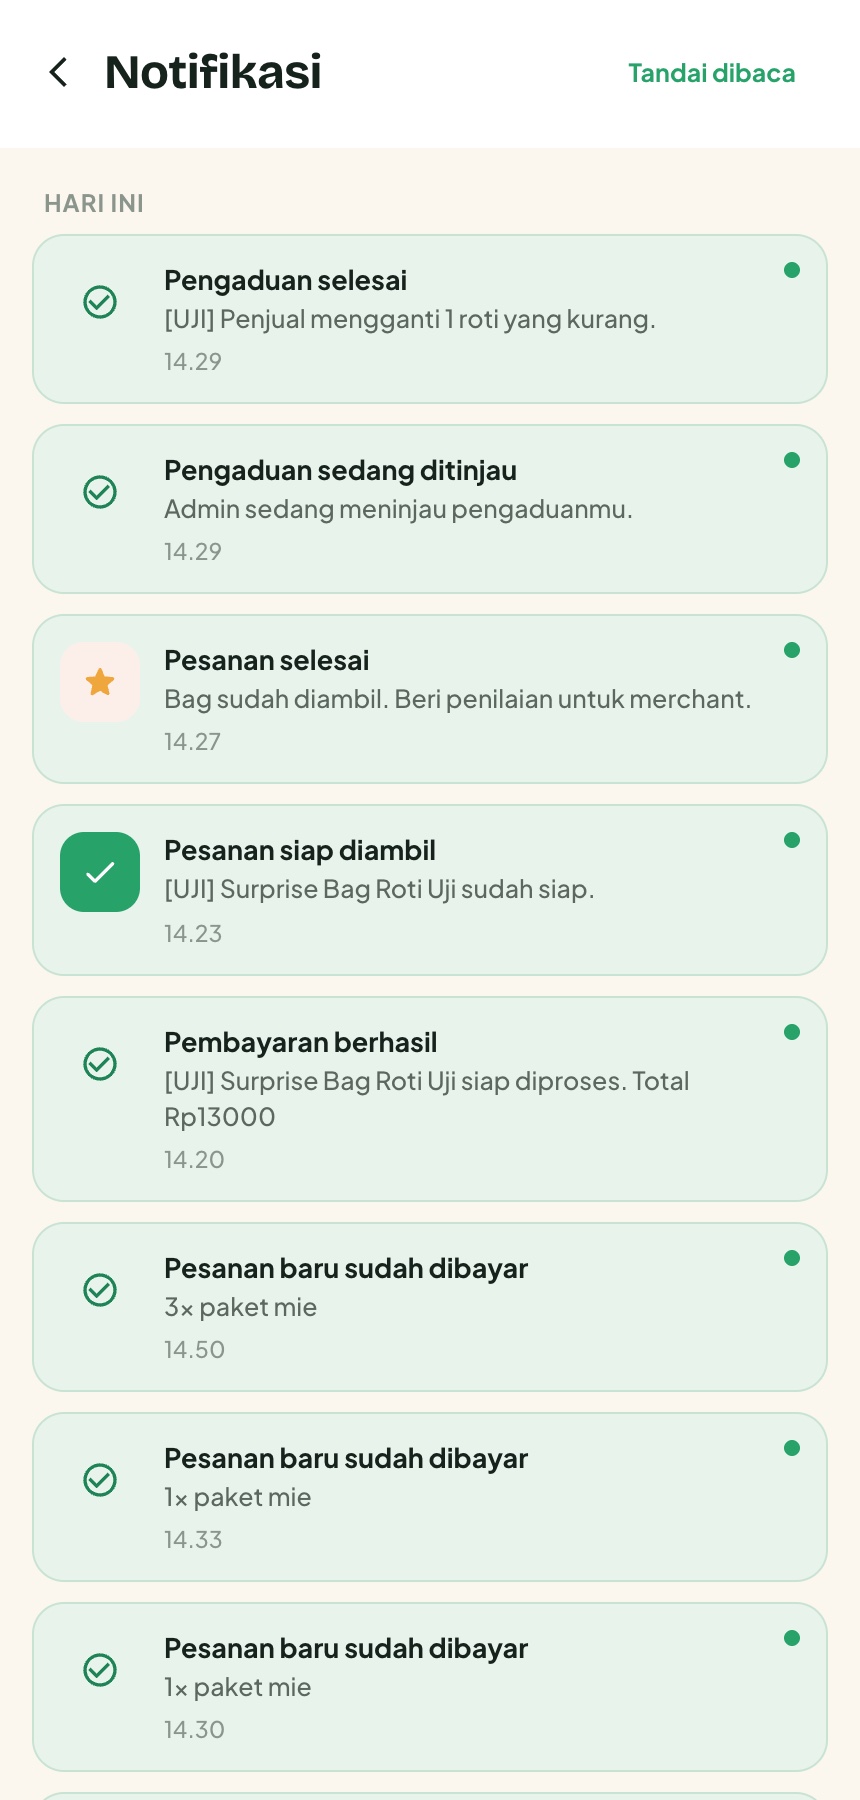 Notifikasi
Tandai dibaca
HARI INI
Pengaduan selesai
[UJI] Penjual mengganti 1 roti yang kurang.
14.29
Pengaduan sedang ditinjau
Admin sedang meninjau pengaduanmu.
14.29
Pesanan selesai
Bag sudah diambil. Beri penilaian untuk merchant.
14.27
Pesanan siap diambil
[UJI] Surprise Bag Roti Uji sudah siap.
14.23
Pembayaran berhasil
[UJI] Surprise Bag Roti Uji siap diproses. Total
Rp13000
14.20
Pesanan baru sudah dibayar
3× paket mie
14.50
Pesanan baru sudah dibayar
1× paket mie
14.33
Pesanan baru sudah dibayar
1× paket mie
14.30